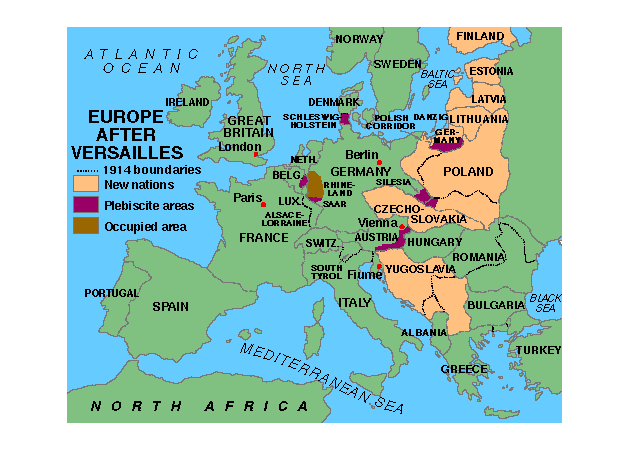 FINLAND
NORWAY
SWEDEN
ATLANTIC
OCEAN
NORTH
SEA
BALTIC
SEA
ESTONIA
LATVIA
LITHUANIA
IRELAND
GREAT
BRITAIN
London
DENMARK
SCHLESWIG-
HOLSTEIN
POLISH
CORRIDOR
DANZIG
GER-
MANY
EUROPE
AFTER
VERSAILLES
1914 boundaries
New nations
Plebiscite areas
Occupied area
NETH.
BELG.
LUX.
Berlin
GERMANY
RHINE-
LAND
SAAR
SILESIA
POLAND
Paris
ALSACE-
LORRAINE
FRANCE
CZECHO-
SLOVAKIA
Vienna
AUSTRIA
HUNGARY
SWITZ.
SOUTH
TYROL
Fiume
YUGOSLAVIA
ROMANIA
PORTUGAL
SPAIN
ITALY
BULGARIA
BLACK
SEA
ALBANIA
GREECE
TURKEY
MEDITERRANEAN SEA
NORTH AFRICA